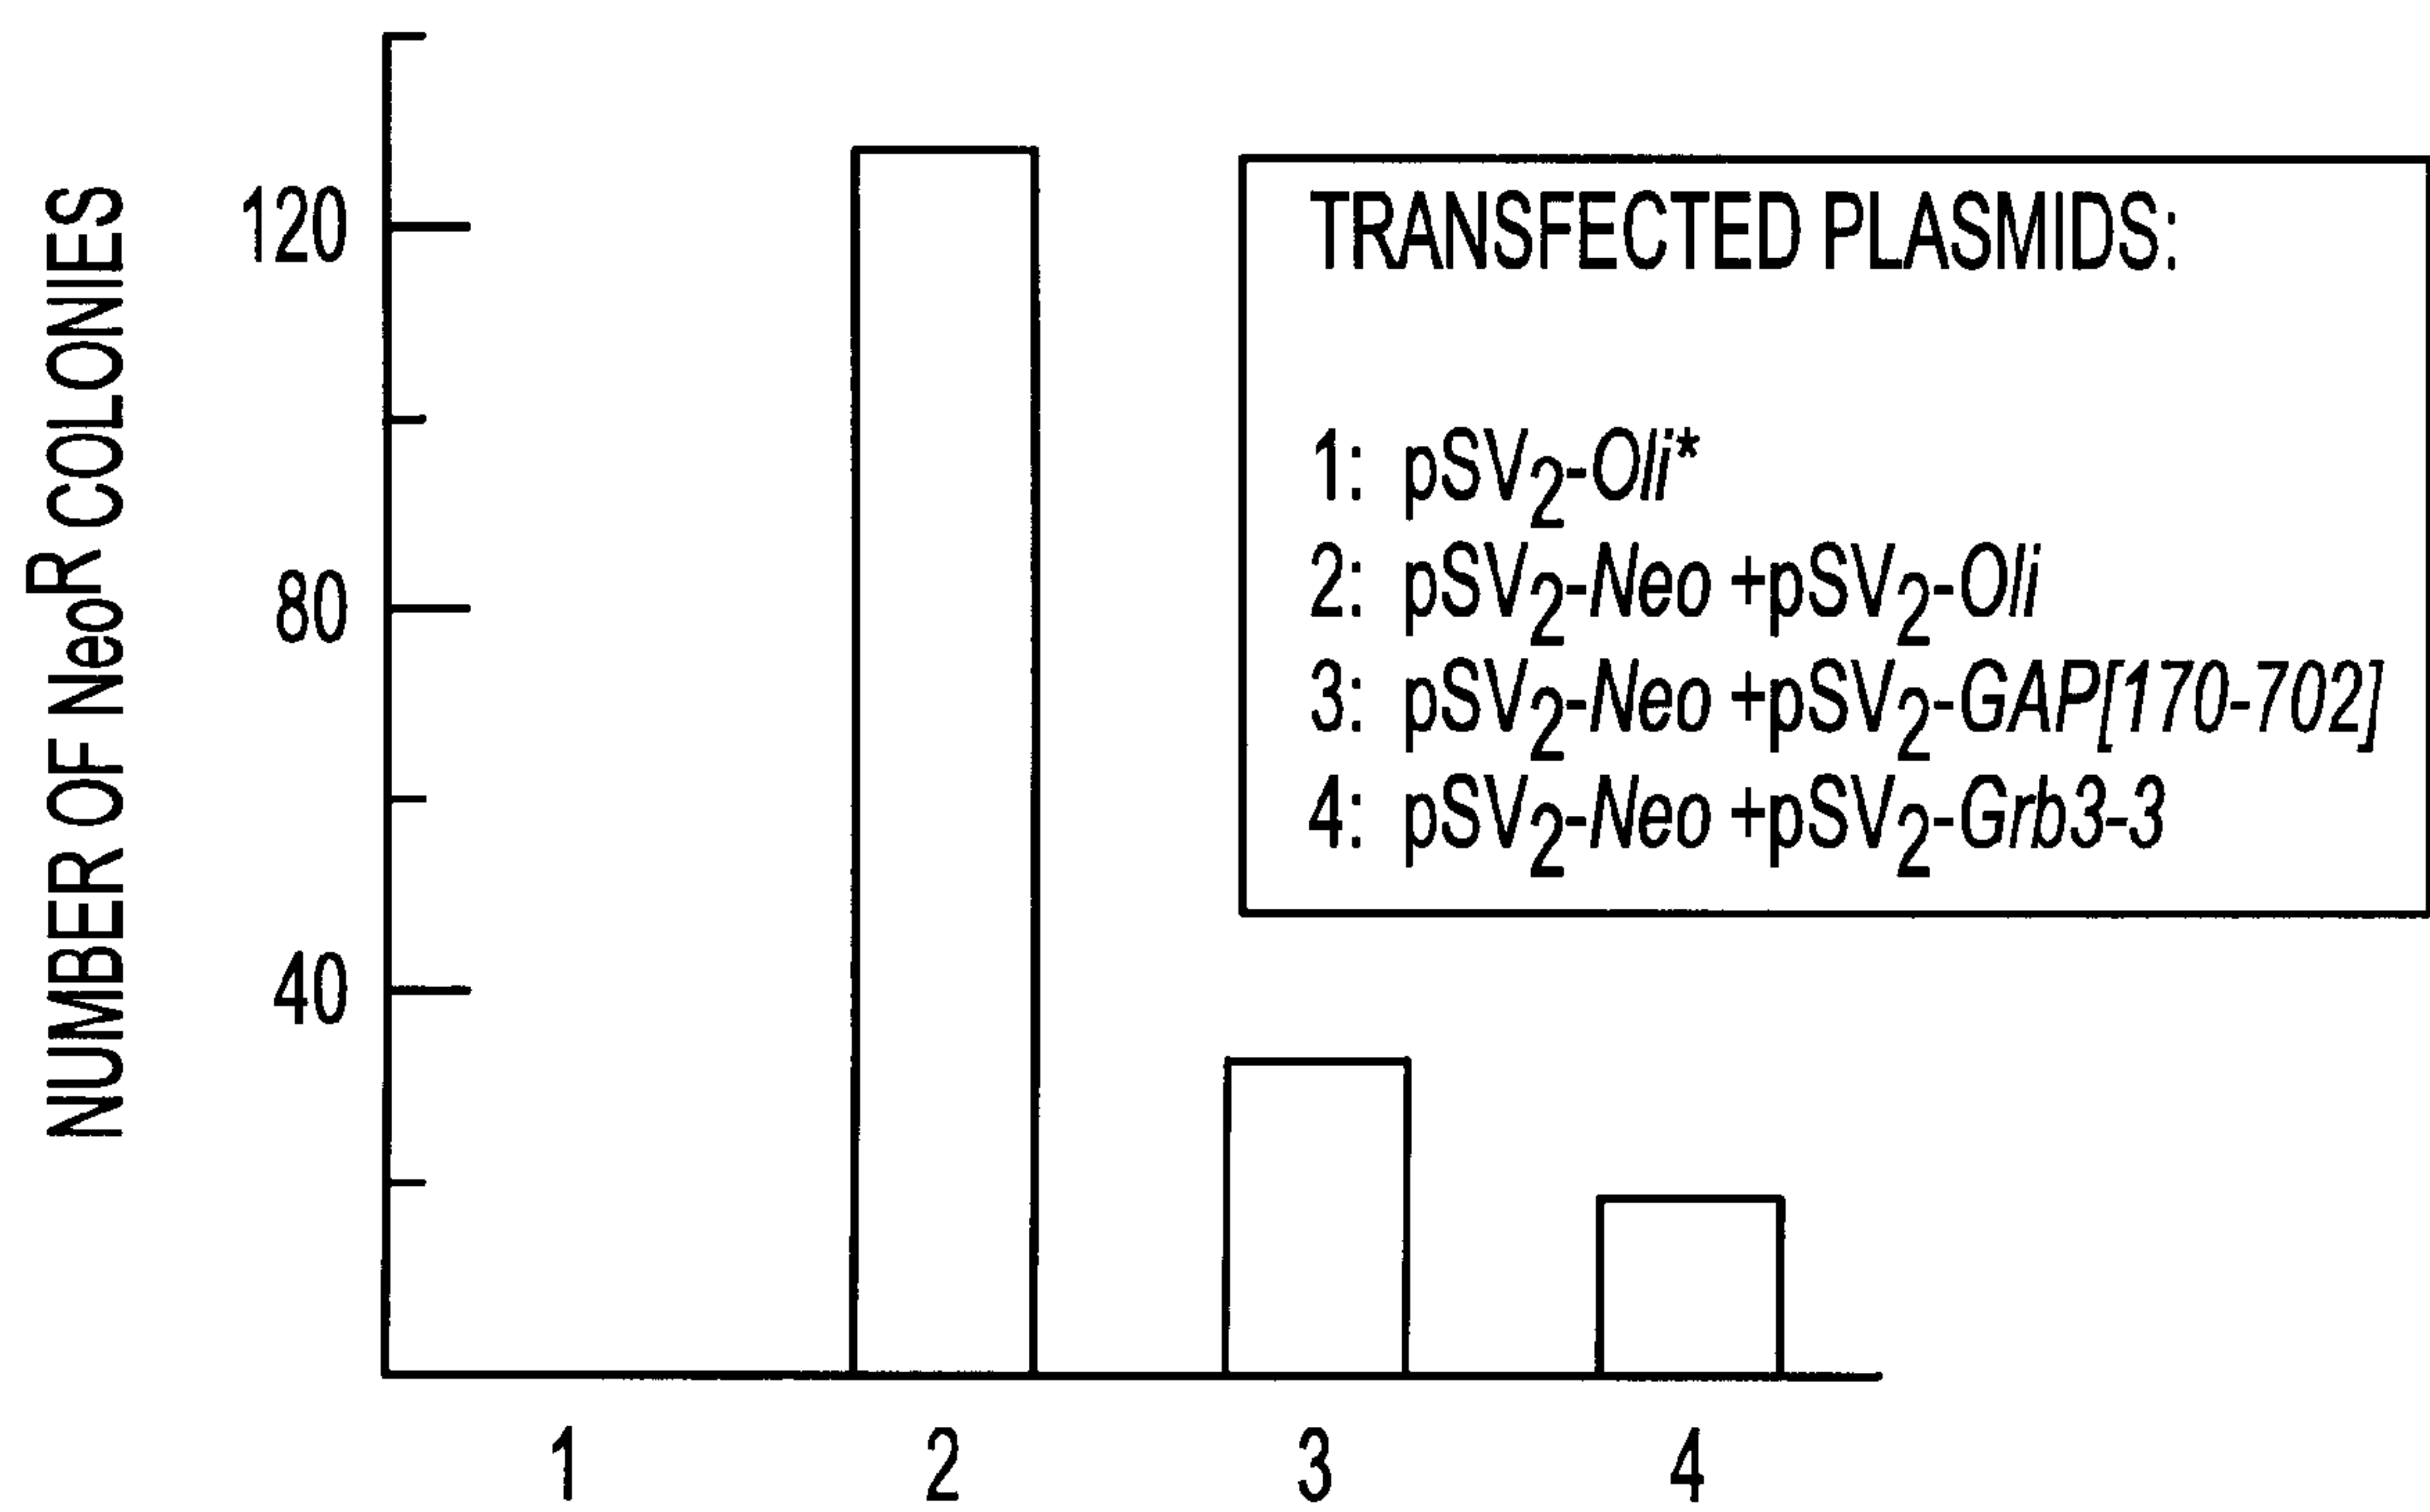 NUMBER OF Neo^R COLONIES
120
80
40
TRANSFECTED PLASMIDS:
1: pSV2-Oli*
2: pSV2-Neo +pSV2-Oli
3: pSV2-Neo +pSV2-GAP[170-702]
4: pSV2-Neo +pSV2-Grb3-3
1 2 3 4